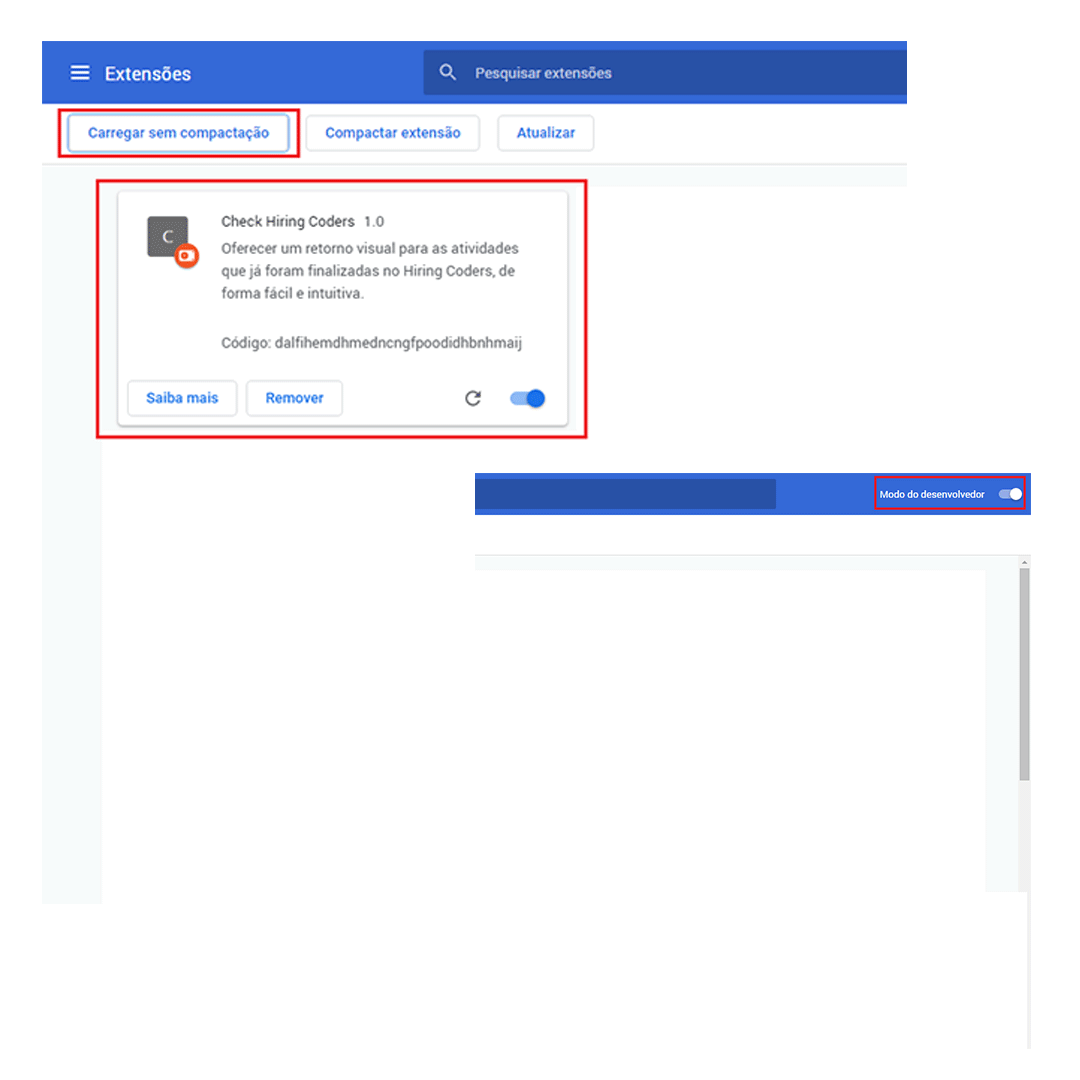 Extensões
Pesquisar extensões
Carregar sem compactação
Compactar extensão
Atualizar
C
Check Hiring Coders 1.0
Oferecer um retorno visual para as atividades
que já foram finalizadas no Hiring Coders, de
forma fácil e intuitiva.
Código: dalfihemdhmedncngfpoodidhbnhmaij
Saiba mais
Remover
Modo do desenvolvedor